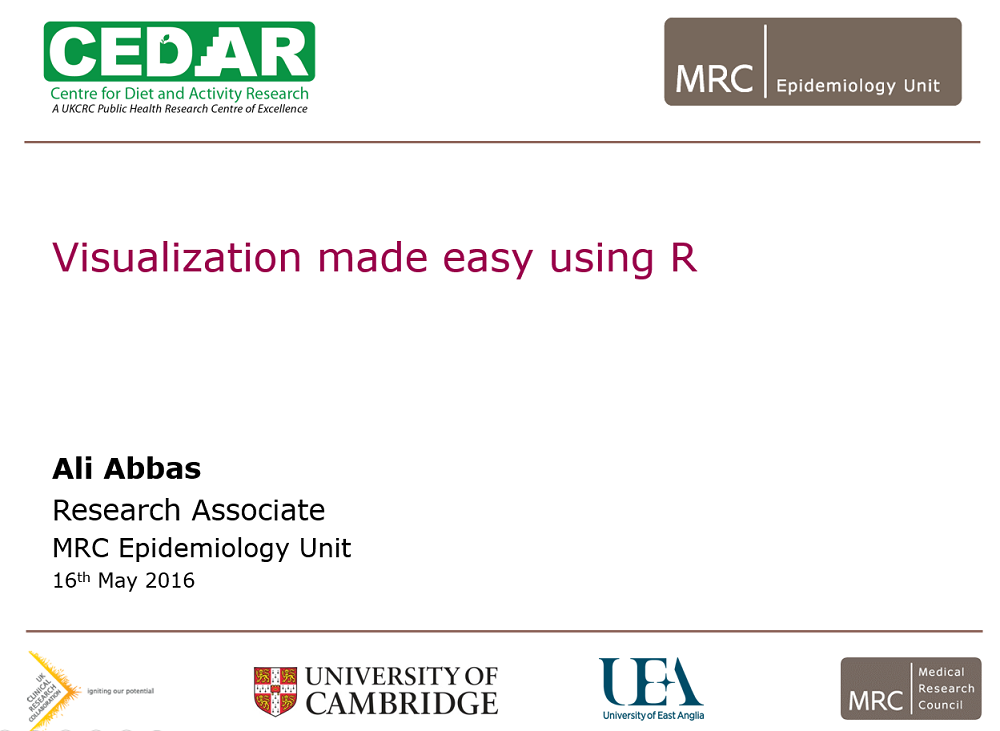 CEDAR
Centre for Diet and Activity Research
A UKCRC Public Health Research Centre of Excellence
MRC Epidemiology Unit
Visualization made easy using R
Ali Abbas
Research Associate
MRC Epidemiology Unit
16th May 2016
UK
CLINICAL
RESEARCH
COLLABORATION
igniting our potential
UNIVERSITY OF
CAMBRIDGE
UEA
University of East Anglia
MRC
Medical
Research
Council